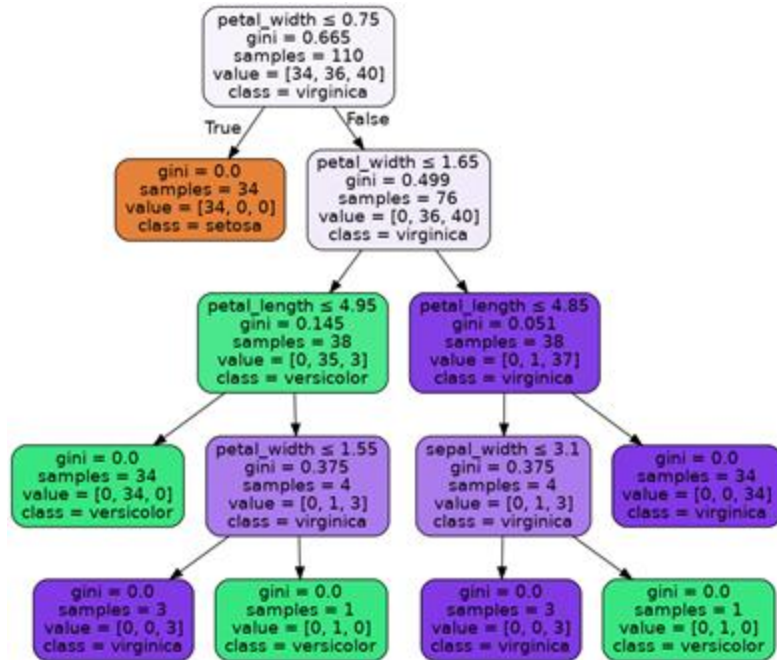 petal_width ≤ 0.75
gini = 0.665
samples = 110
value = [34, 36, 40]
class = virginica
True
False
gini = 0.0
samples = 34
value = [34, 0, 0]
class = setosa
petal_width ≤ 1.65
gini = 0.499
samples = 76
value = [0, 36, 40]
class = virginica
petal_length ≤ 4.95
gini = 0.145
samples = 38
value = [0, 35, 3]
class = versicolor
petal_length ≤ 4.85
gini = 0.051
samples = 38
value = [0, 1, 37]
class = virginica
gini = 0.0
samples = 34
value = [0, 34, 0]
class = versicolor
petal_width ≤ 1.55
gini = 0.375
samples = 4
value = [0, 1, 3]
class = virginica
sepal_width ≤ 3.1
gini = 0.375
samples = 4
value = [0, 1, 3]
class = virginica
gini = 0.0
samples = 34
value = [0, 0, 34]
class = virginica
gini = 0.0
samples = 3
value = [0, 0, 3]
class = virginica
gini = 0.0
samples = 1
value = [0, 1, 0]
class = versicolor
gini = 0.0
samples = 3
value = [0, 0, 3]
class = virginica
gini = 0.0
samples = 1
value = [0, 1, 0]
class = versicolor